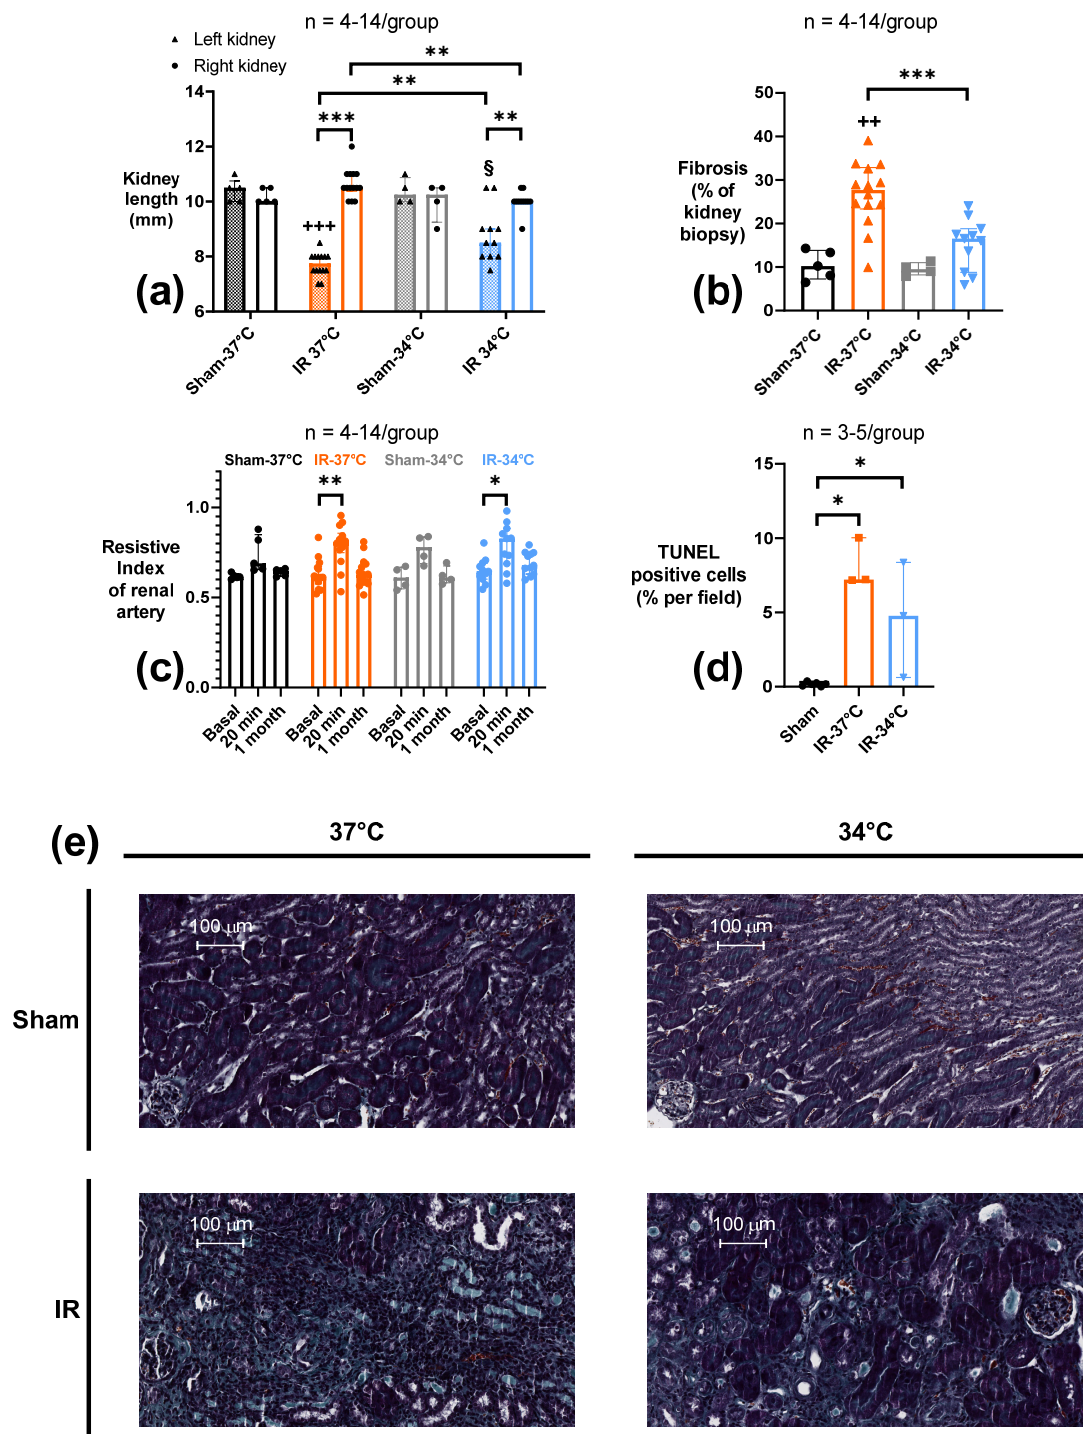 n = 4-14/group
▲ Left kidney
● Right kidney
** 
**
***
**
§
+++
14
12
10
8
6
Kidney
length
(mm)
(a)
Sham-37°C
IR 37°C
Sham-34°C
IR 34°C
n = 4-14/group
***
++
50
40
30
20
10
0
Fibrosis
(% of
kidney
biopsy)
(b)
Sham-37°C
IR-37°C
Sham-34°C
IR-34°C
n = 4-14/group
Sham-37°C IR-37°C Sham-34°C IR-34°C
**
*
1.0
0.5
0.0
Resistive
Index
of renal
artery
(c)
Basal
20 min
1 month
Basal
20 min
1 month
Basal
20 min
1 month
Basal
20 min
1 month
n = 3-5/group
*
*
15
10
5
0
TUNEL
positive cells
(% per field)
(d)
Sham
IR-37°C
IR-34°C
(e)
37°C
34°C
Sham
100 μm
100 μm
IR
100 μm
100 μm